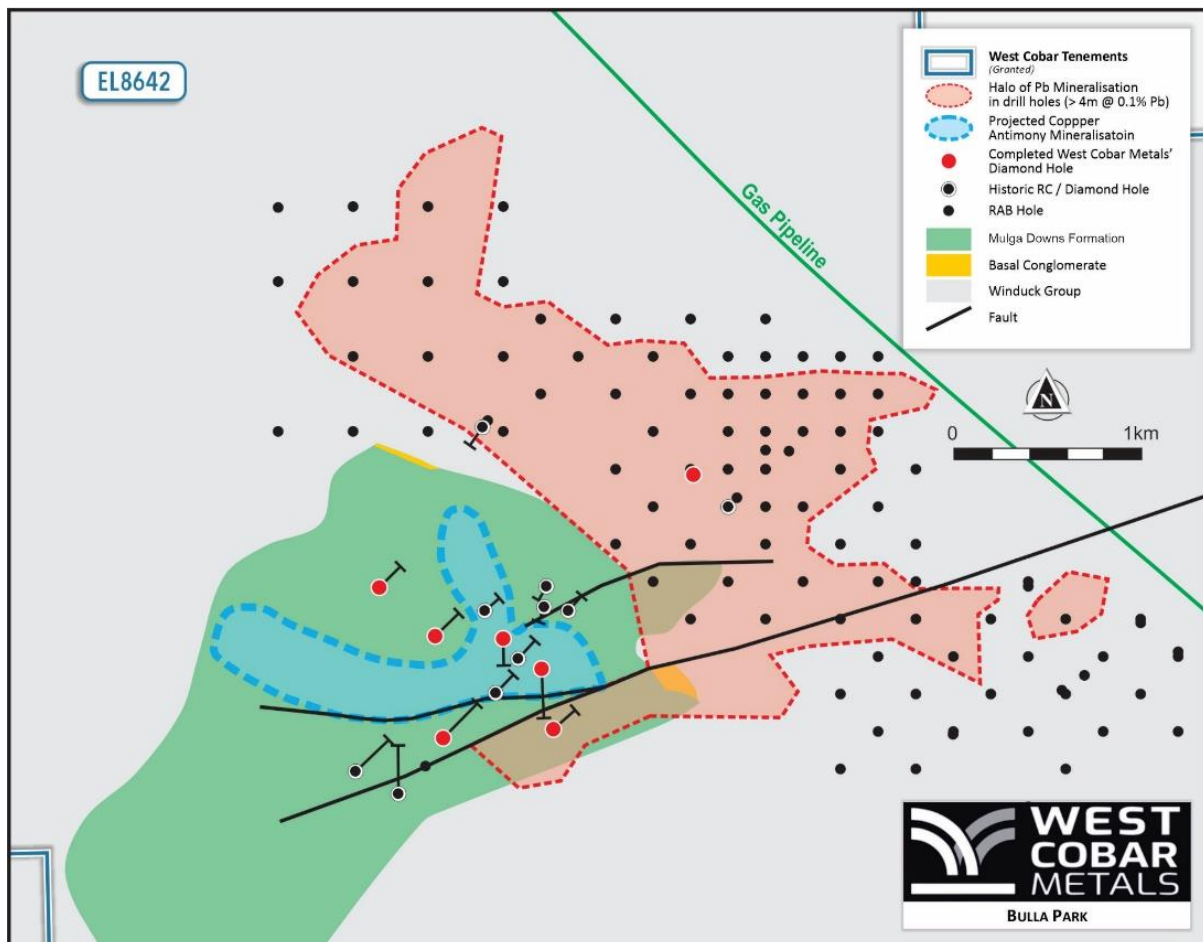 EL8642
West Cobar Tenements
(Granted)
Halo of Pb Mineralisation
in drill holes (> 4m @ 0.1% Pb)
Projected Coppper
Antimony Mineralisatoin
Completed West Cobar Metals'
Diamond Hole
Historic RC / Diamond Hole
RAB Hole
Mulga Downs Formation
Basal Conglomerate
Winduck Group
Fault
Gas Pipeline
N
0 1km
WEST
COBAR
METALS
BULLA PARK